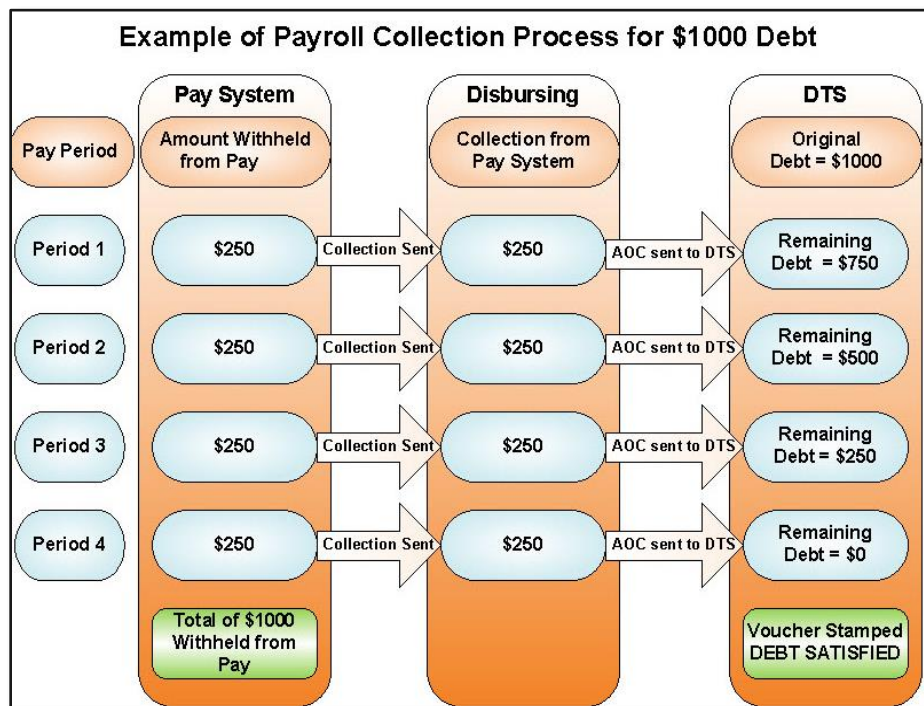 Example of Payroll Collection Process for $1000 Debt
Pay System
Disbursing
DTS
Pay Period
Amount Withheld
from Pay
Collection from
Pay System
Original
Debt = $1000
Period 1
$250
Collection Sent
$250
AOC sent to DTS
Remaining
Debt = $750
Period 2
$250
Collection Sent
$250
AOC sent to DTS
Remaining
Debt = $500
Period 3
$250
Collection Sent
$250
AOC sent to DTS
Remaining
Debt = $250
Period 4
$250
Collection Sent
$250
AOC sent to DTS
Remaining
Debt = $0
Total of $1000
Withheld from
Pay
Voucher Stamped
DEBT SATISFIED